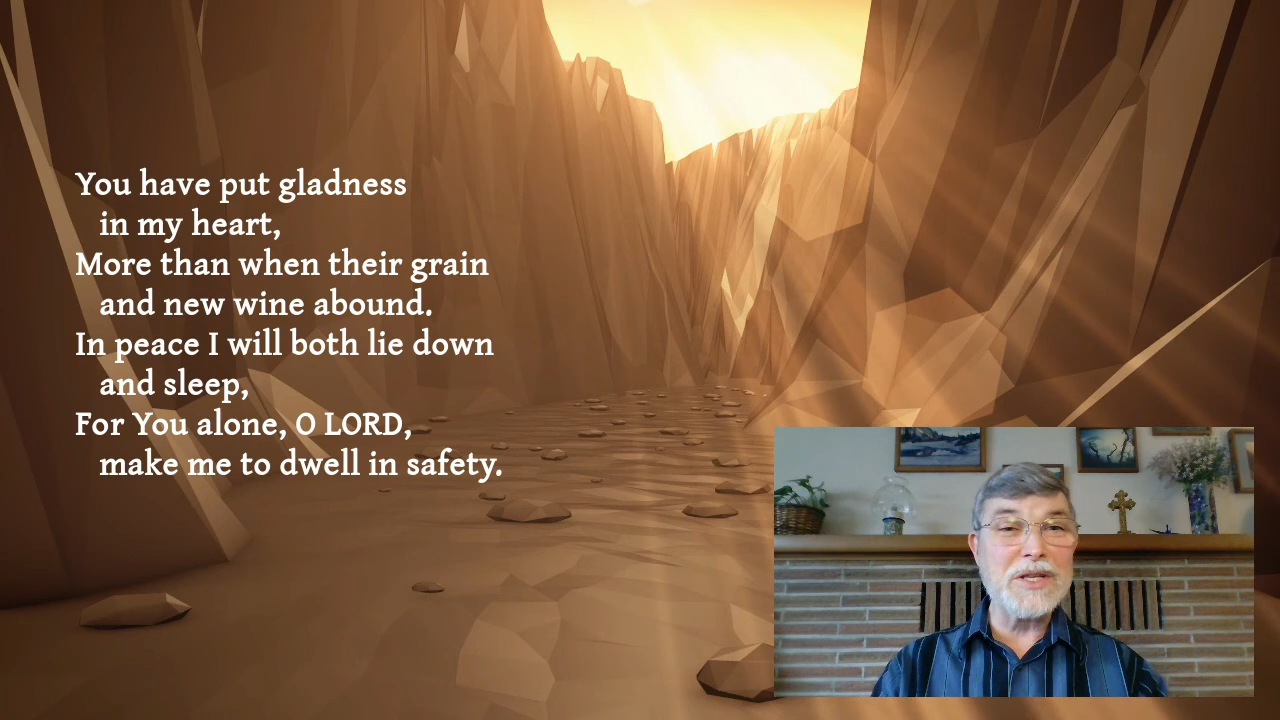 You have put gladness
in my heart,
More than when their grain
and new wine abound.
In peace I will both lie down
and sleep,
For You alone, O LORD,
make me to dwell in safety.